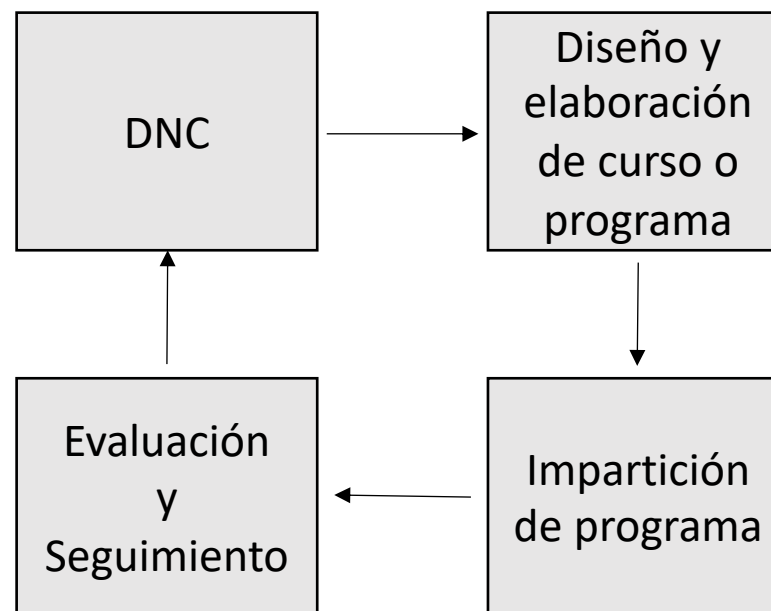 DNC
Diseño y
elaboración
de curso o
programa
Evaluación
y
Seguimiento
Impartición
de programa